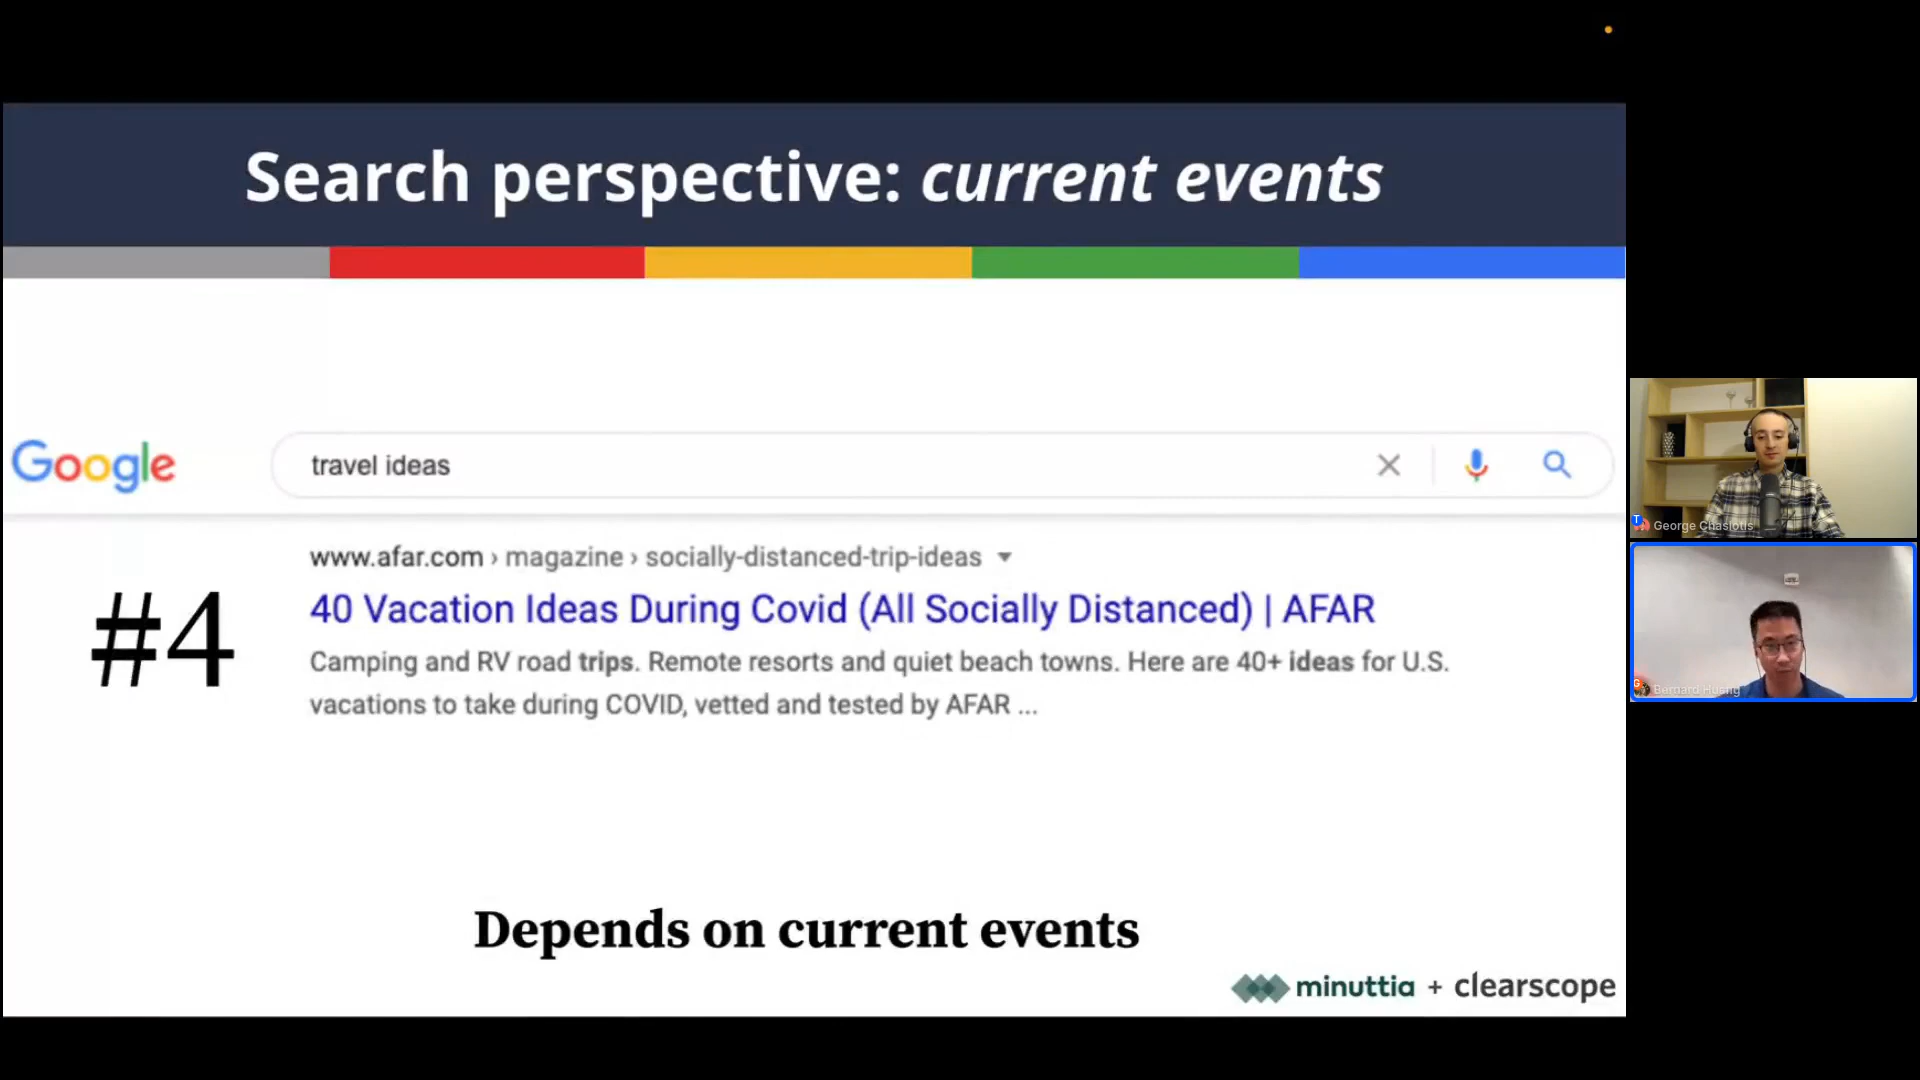 Search perspective: current events
Google
travel ideas
www.afar.com › magazine › socially-distanced-trip-ideas
#4
40 Vacation Ideas During Covid (All Socially Distanced) | AFAR
Camping and RV road trips. Remote resorts and quiet beach towns. Here are 40+ ideas for U.S.
vacations to take during COVID, vetted and tested by AFAR ...
Depends on current events
minuttia + clearscope
George Chasiotis
Bernard Huang